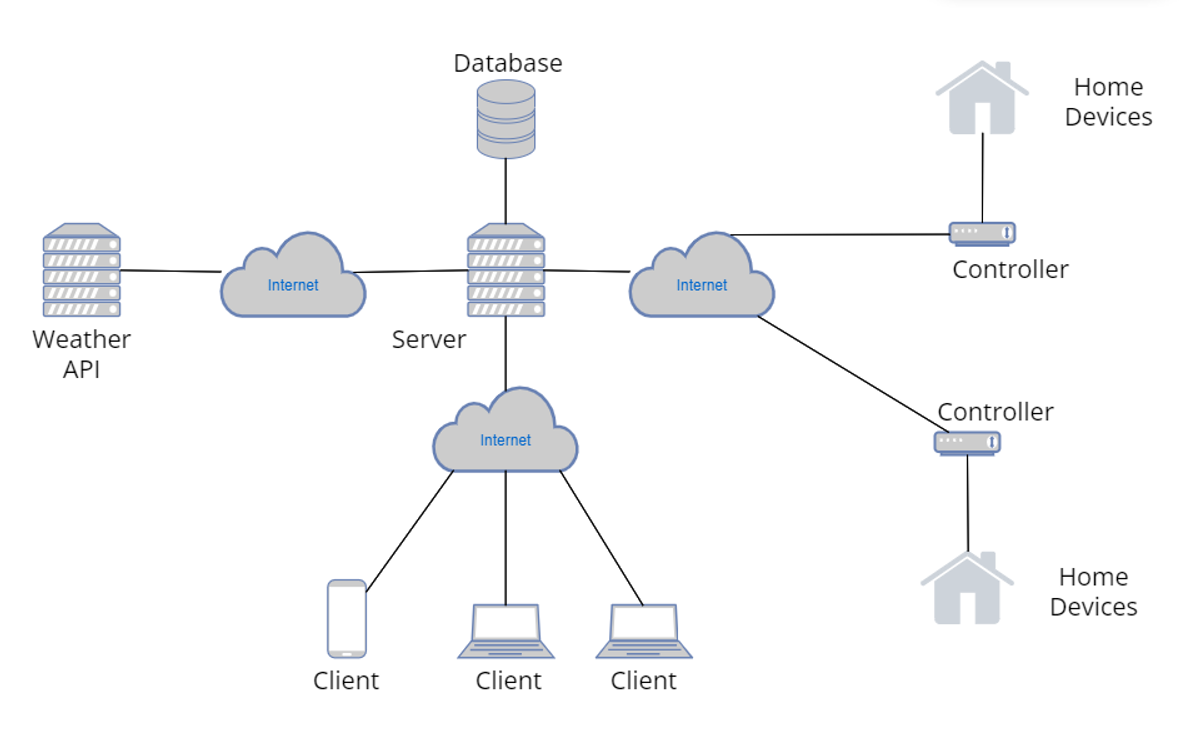 Database
Home
Devices
Internet
Internet
Controller
Weather
API
Server
Controller
Internet
Home
Devices
Client
Client
Client